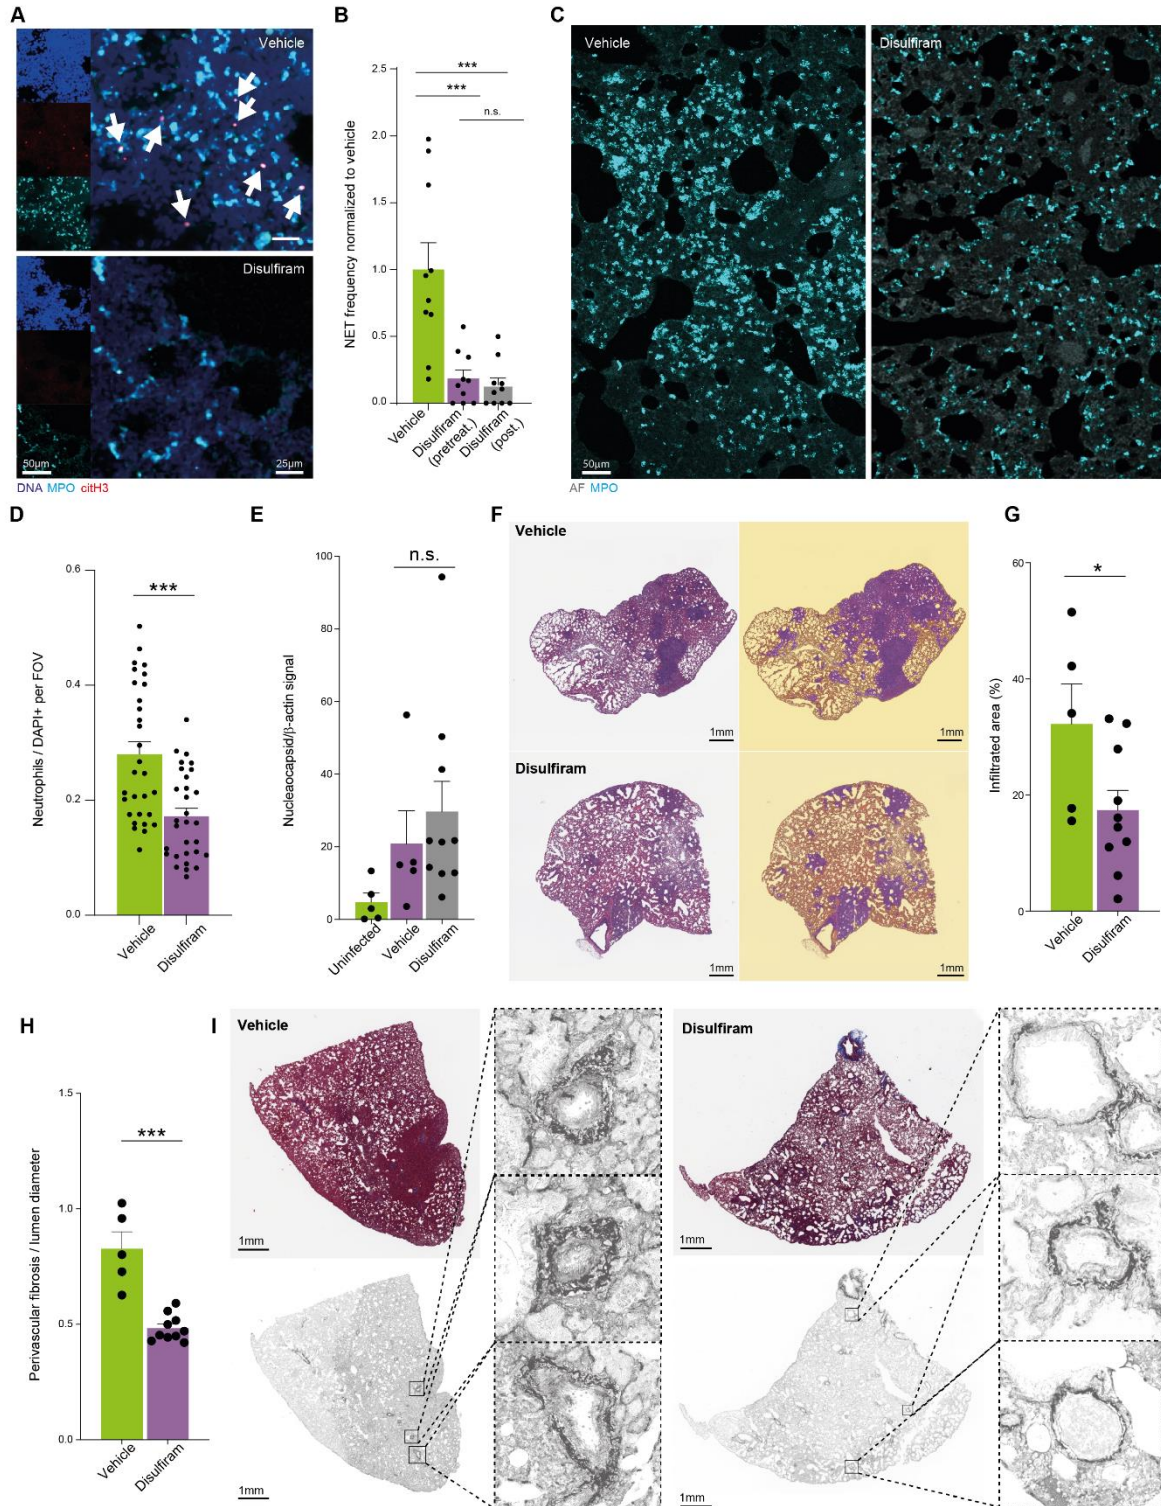 A
Vehicle
Disulfiram
50µm
25µm
DNA MPO citH3
B
NET frequency normalized to vehicle
2.5
2.0
1.5
1.0
0.5
0.0
***
***
n.s.
Vehicle
Disulfiram
(pretreat.)
Disulfiram
(post.)
C
Vehicle
Disulfiram
50µm
AF MPO
D
Neutrophils / DAPI+ per FOV
0.6
0.4
0.2
0.0
***
Vehicle
Disulfiram
E
Nucleaocapsid/β-actin signal
100
80
60
40
20
0
n.s.
Uninfected
Vehicle
Disulfiram
F
Vehicle
1mm
1mm
Disulfiram
1mm
1mm
G
Infiltrated area (%)
60
40
20
0
*
Vehicle
Disulfiram
H
Perivascular fibrosis / lumen diameter
1.5
1.0
0.5
0.0
***
Vehicle
Disulfiram
I
Vehicle
1mm
1mm
Disulfiram
1mm
1mm